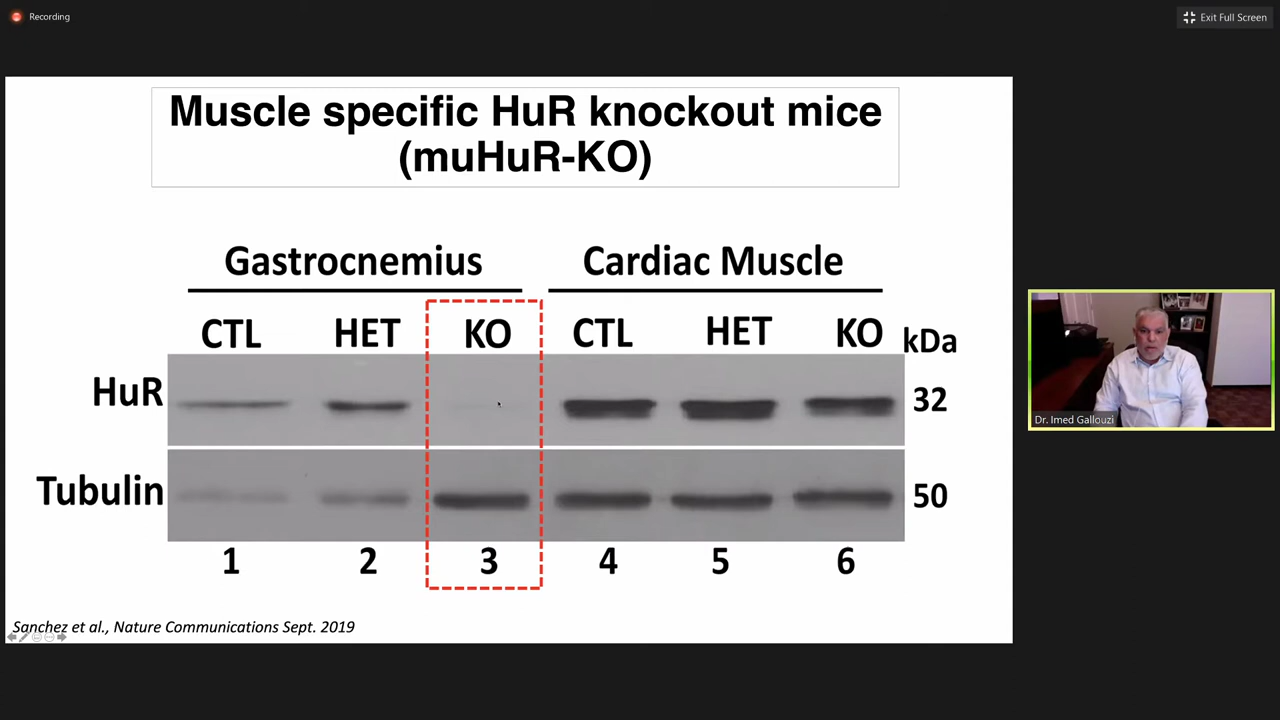 Recording
Exit Full Screen
Muscle specific HuR knockout mice
(muHuR-KO)
Gastrocnemius Cardiac Muscle
CTL HET KO CTL HET KO kDa
HuR 32
Tubulin 50
1 2 3 4 5 6
Sanchez et al., Nature Communications Sept. 2019
Dr. Imed Gallouzi